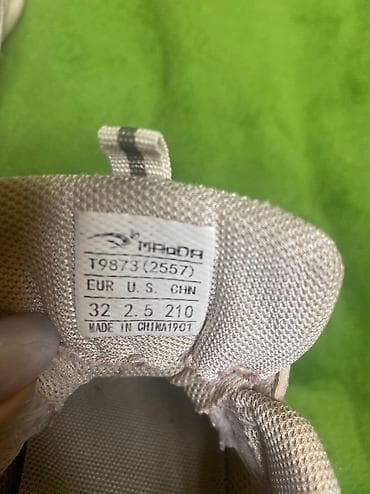 MAODA
T9873(2557)
EUR U.S. CHN
32 2.5 210
MADE IN CHINA1901